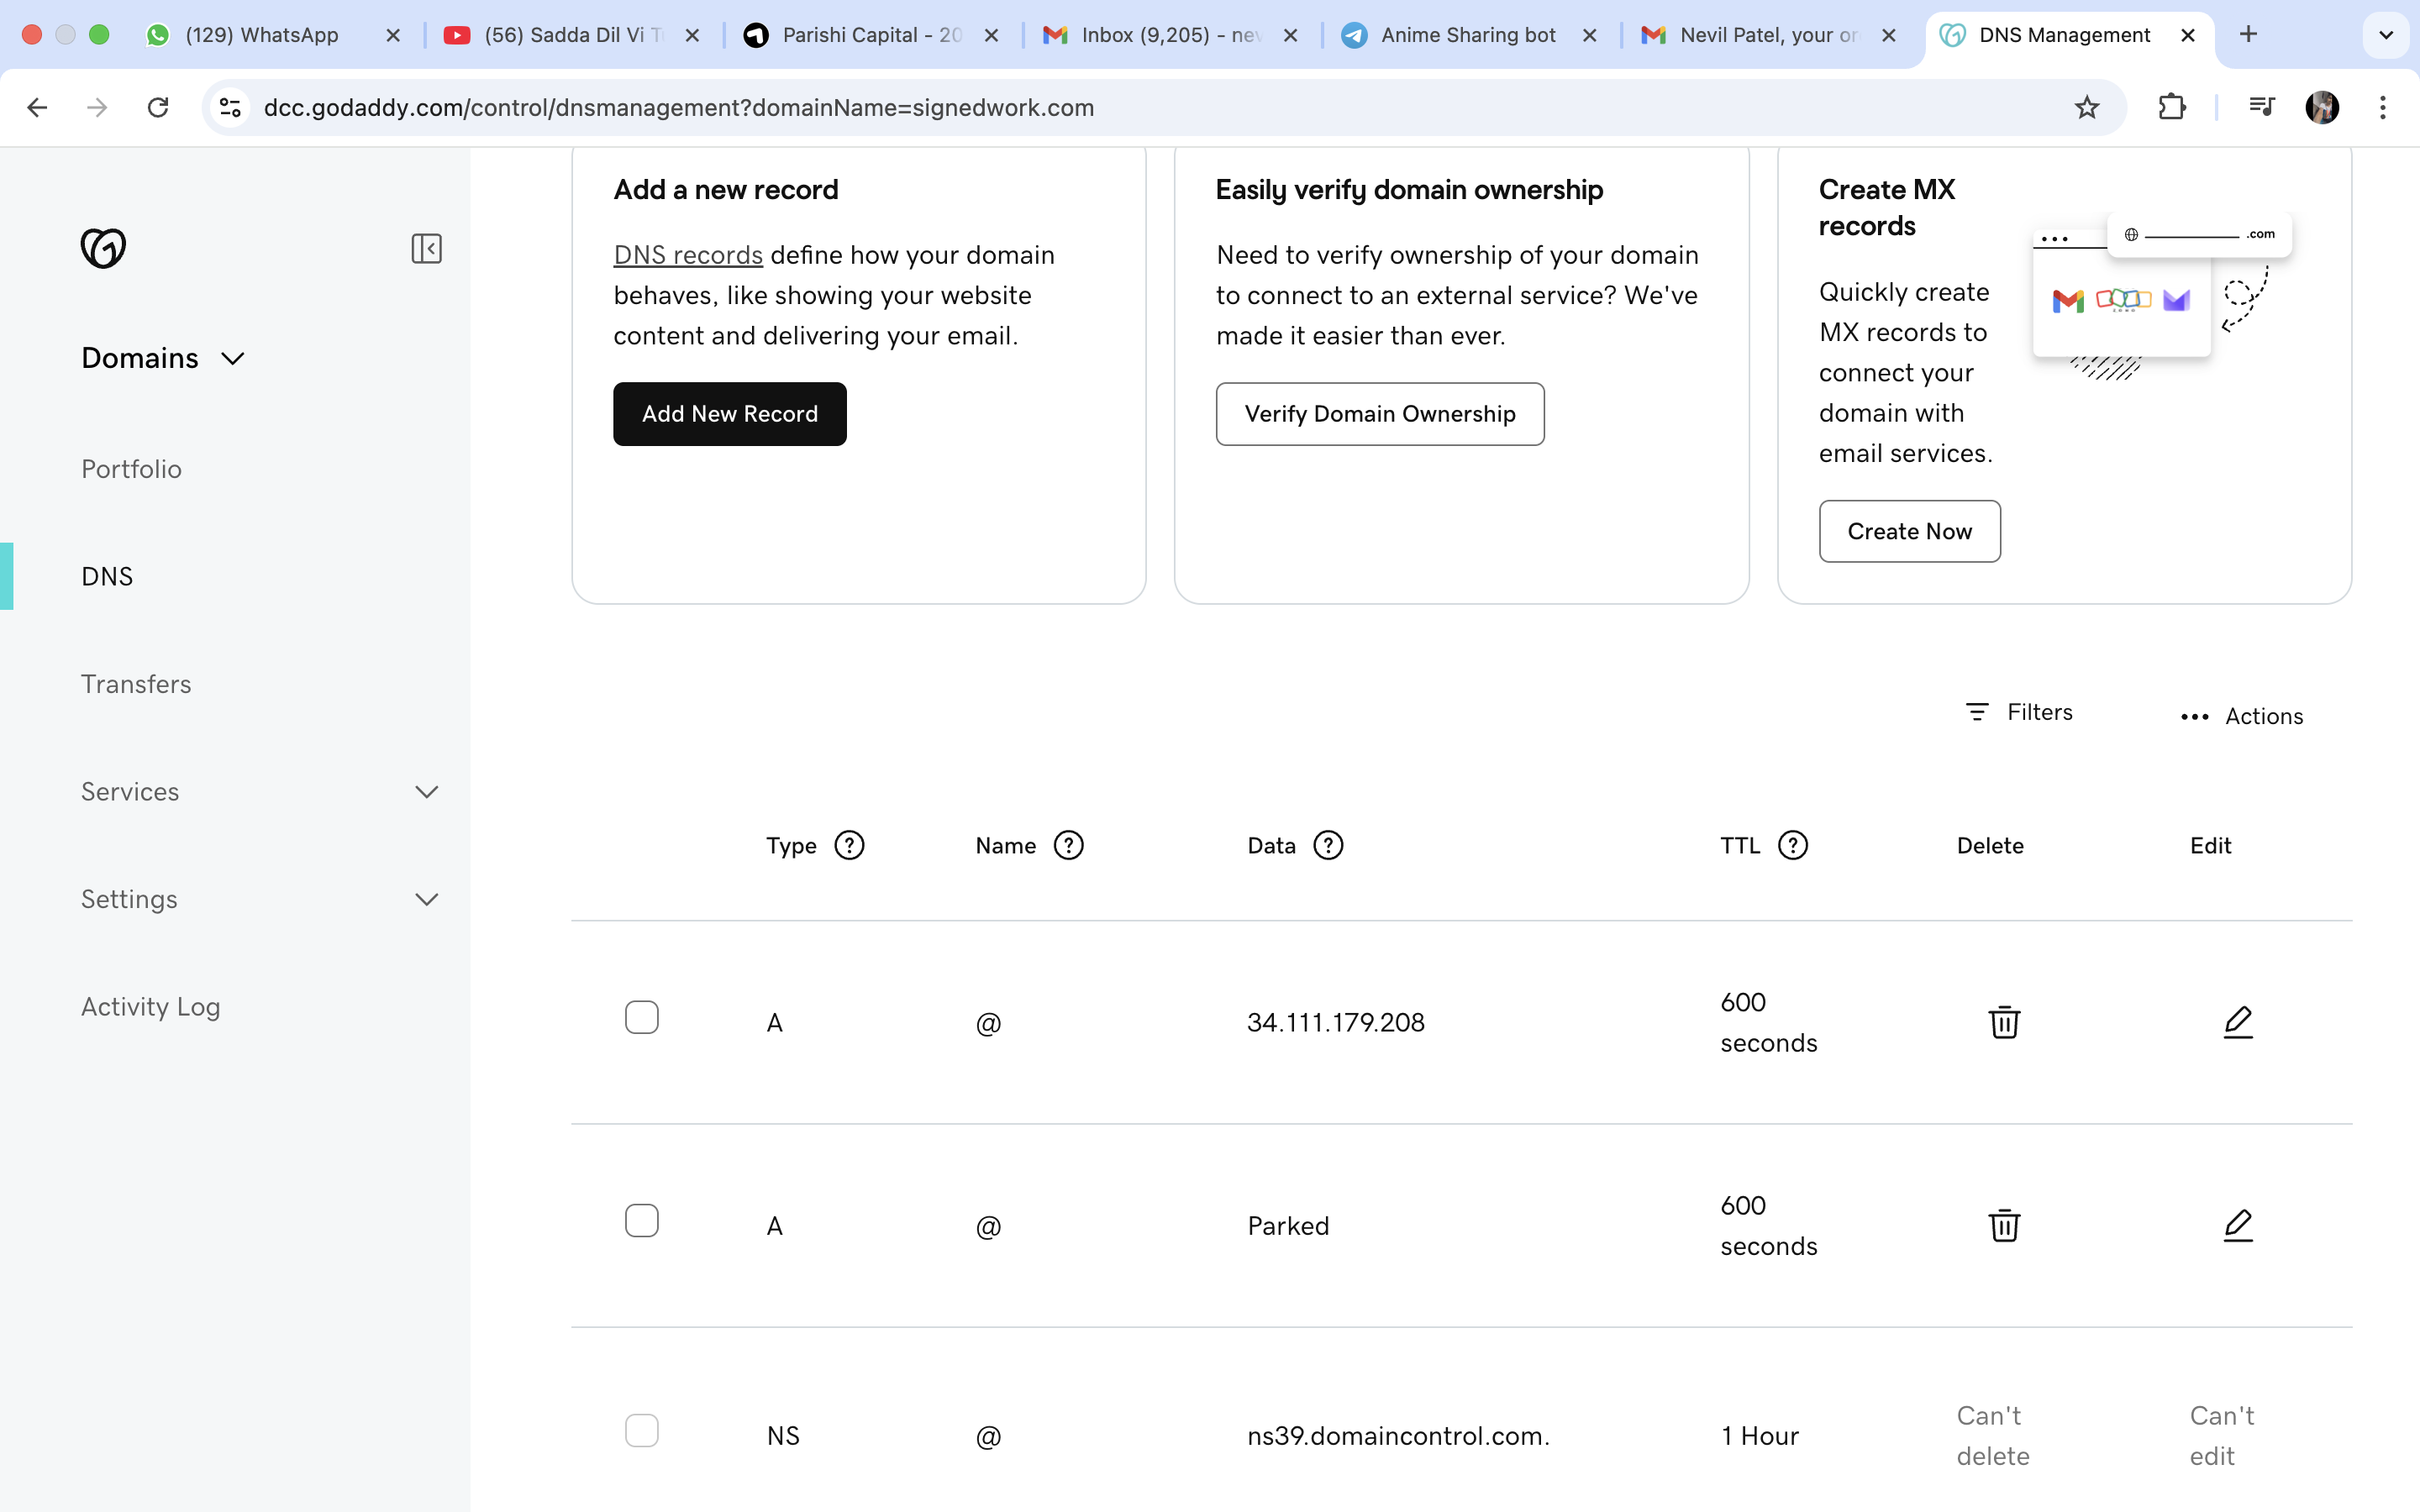 (129) WhatsApp
(56) Sadda Dil Vi
Parishi Capital - 20
Inbox (9,205) - nev
Anime Sharing bot
Nevil Patel, your or
DNS Management
dcc.godaddy.com/control/dnsmanagement?domainName=signedwork.com
Domains
Portfolio
DNS
Transfers
Services
Settings
Activity Log
Add a new record
DNS records define how your domain
behaves, like showing your website
content and delivering your email.
Add New Record
Easily verify domain ownership
Need to verify ownership of your domain
to connect to an external service? We've
made it easier than ever.
Verify Domain Ownership
Create MX
records
Quickly create
MX records to
connect your
domain with
email services.
Create Now
.com
Filters
Actions
Type
Name
Data
TTL
Delete
Edit
A
@
34.111.179.208
600
seconds
A
@
Parked
600
seconds
NS
@
ns39.domaincontrol.com.
1 Hour
Can't
delete
Can't
edit